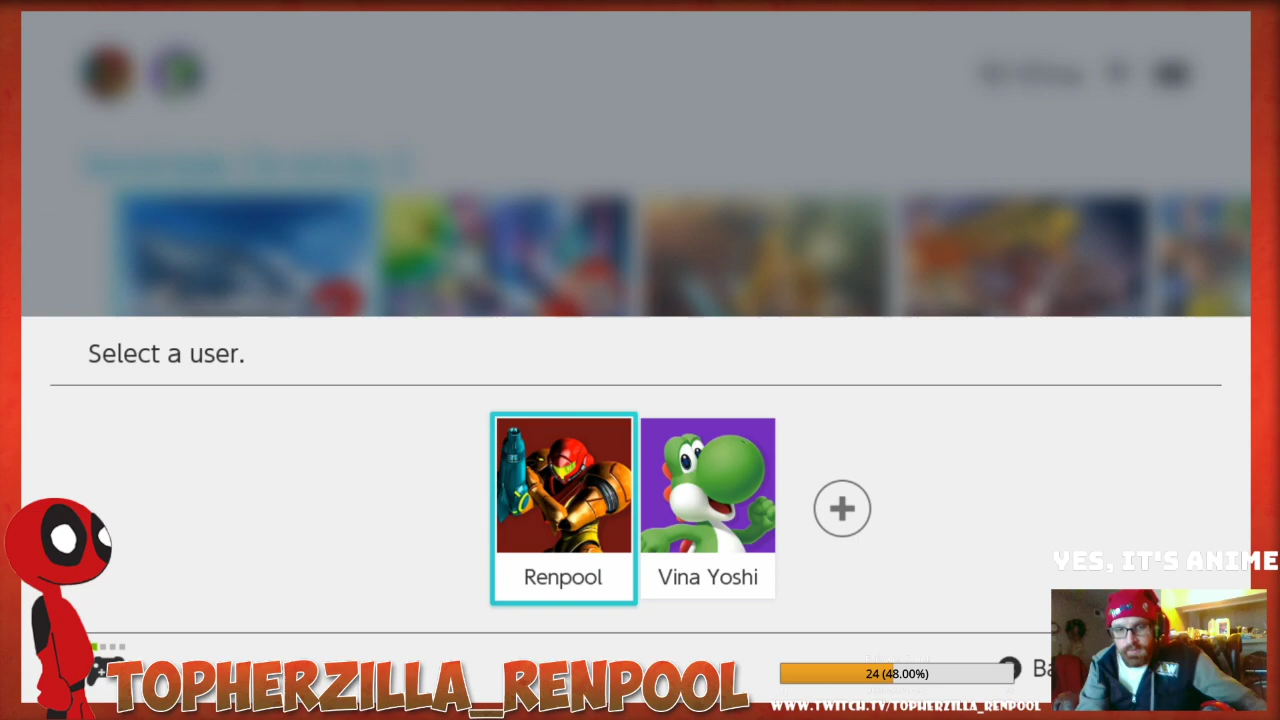 Select a user.
Renpool
Vina Yoshi
YES, IT'S ANIME
TOPHERZILLA_RENPOOL
24 (48.00%)
WWW.TWITCH.TV/TOPHERZILLA_RENPOOL